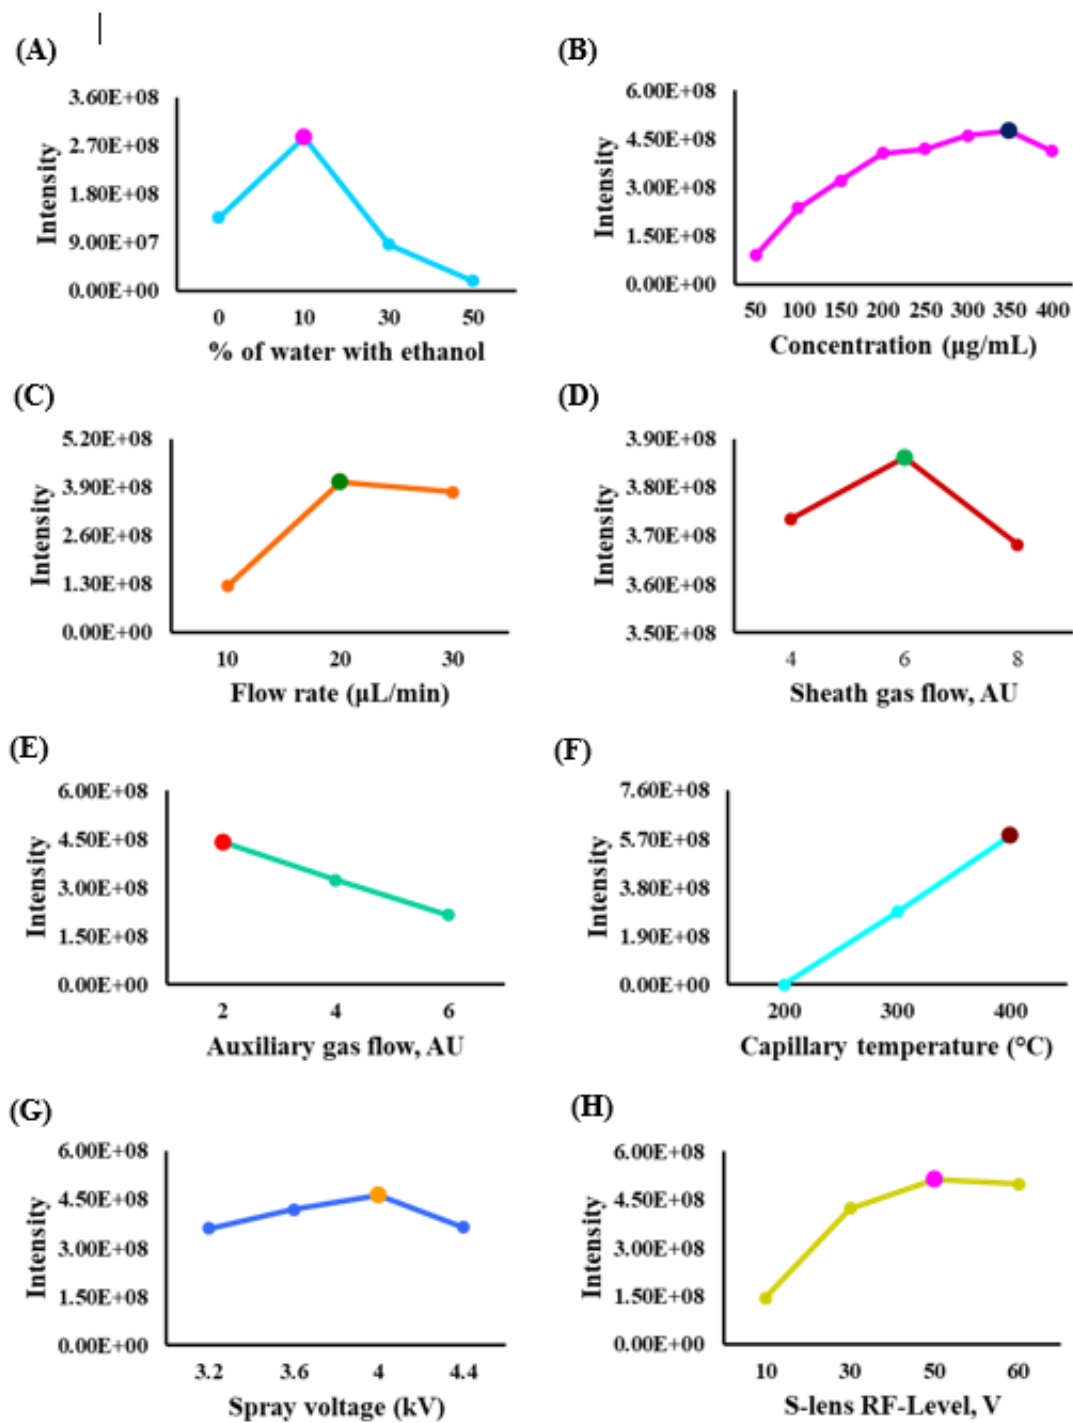 (A)
3.60E+08
2.70E+08
1.80E+08
9.00E+07
0.00E+00
Intensity
0 10 30 50
% of water with ethanol
(B)
6.00E+08
4.50E+08
3.00E+08
1.50E+08
0.00E+00
Intensity
50 100 150 200 250 300 350 400
Concentration (µg/mL)
(C)
5.20E+08
3.90E+08
2.60E+08
1.30E+08
0.00E+00
Intensity
10 20 30
Flow rate (µL/min)
(D)
3.90E+08
3.80E+08
3.70E+08
3.60E+08
3.50E+08
Intensity
4 6 8
Sheath gas flow, AU
(E)
6.00E+08
4.50E+08
3.00E+08
1.50E+08
0.00E+00
Intensity
2 4 6
Auxiliary gas flow, AU
(F)
7.60E+08
5.70E+08
3.80E+08
1.90E+08
0.00E+00
Intensity
200 300 400
Capillary temperature (°C)
(G)
6.00E+08
4.50E+08
3.00E+08
1.50E+08
0.00E+00
Intensity
3.2 3.6 4 4.4
Spray voltage (kV)
(H)
6.00E+08
4.50E+08
3.00E+08
1.50E+08
0.00E+00
Intensity
10 30 50 60
S-lens RF-Level, V